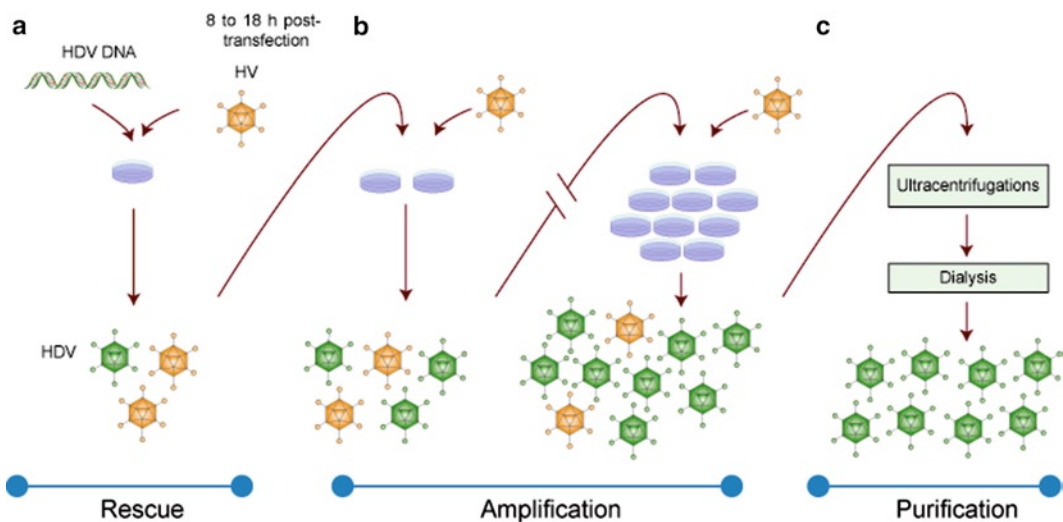 a
8 to 18 h post-
transfection
HDV DNA
HV
HDV
Rescue
b
Amplification
c
Ultracentrifugations
Dialysis
Purification